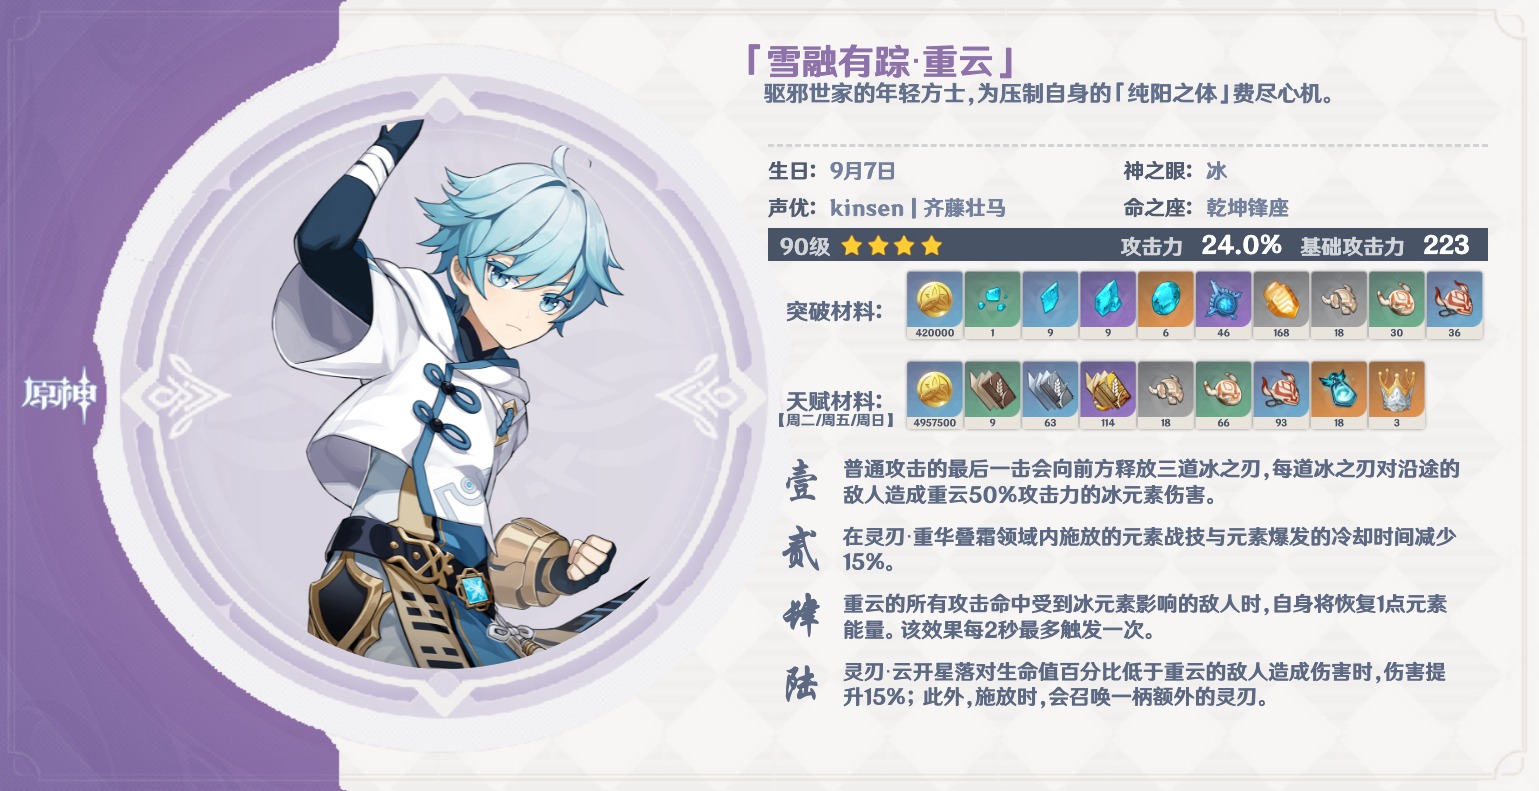 「雪融有踪·重云」
驱邪世家的年轻方士，为压制自身的「纯阳之体」费尽心机。
生日： 9月7日 神之眼： 冰
声优： kinsen | 齐藤壮马 命之座： 乾坤锋座
90级 攻击力 24.0% 基础攻击力 223
突破材料：
420000 1 9 9 6 46 168 18 30 36
原神
天赋材料：
【周二/周五/周日】
4957500 9 63 114 18 66 93 18 3
壹
普通攻击的最后一击会向前方释放三道冰之刃，每道冰之刃对沿途的
敌人造成重云50%攻击力的冰元素伤害。
贰
在灵刃·重华叠霜领域内施放的元素战技与元素爆发的冷却时间减少
15%。
肆
重云的所有攻击命中受到冰元素影响的敌人时，自身将恢复1点元素
能量。该效果每2秒最多触发一次。
陆
灵刃·云开星落对生命值百分比低于重云的敌人造成伤害时，伤害提
升15%；此外，施放时，会召唤一柄额外的灵刃。